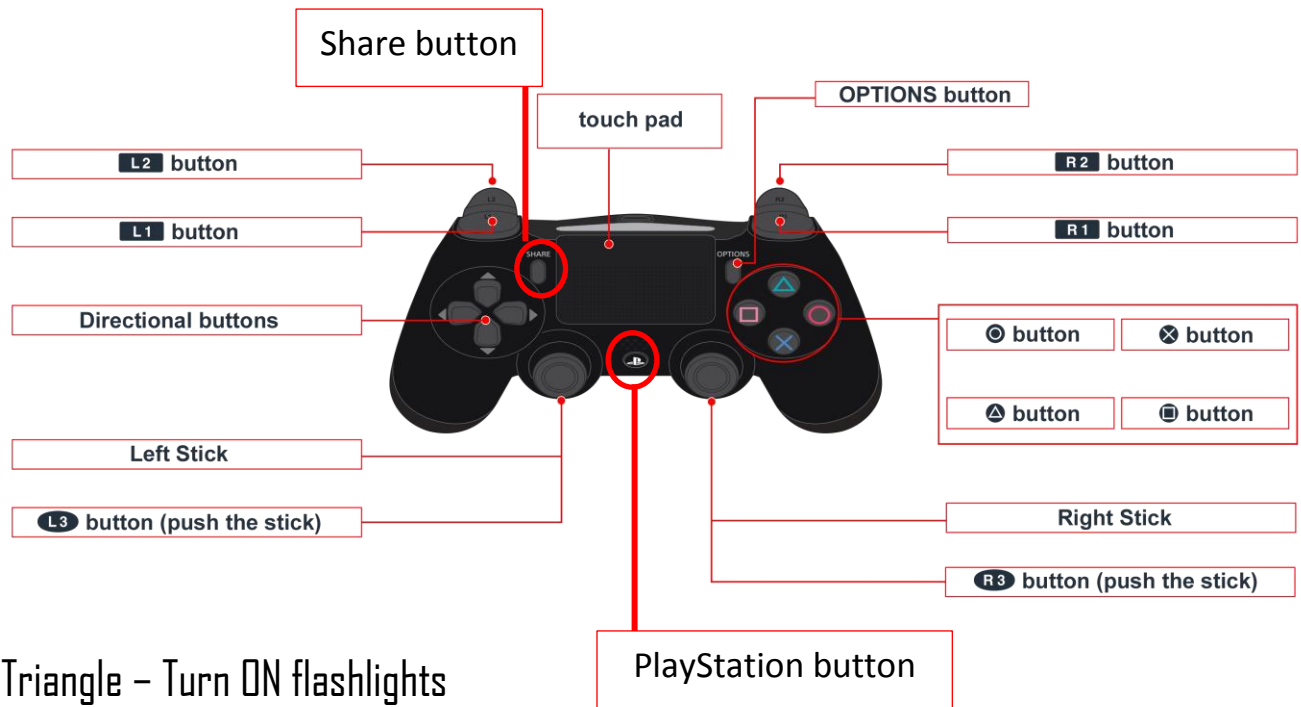 Share button
OPTIONS button
touch pad
L2 button
R2 button
L1 button
R1 button
L2
R2
SHARE
OPTIONS
Directional buttons
button
button
button
button
Left Stick
L3 button (push the stick)
Right Stick
R3 button (push the stick)
PlayStation button
Triangle – Turn ON flashlights